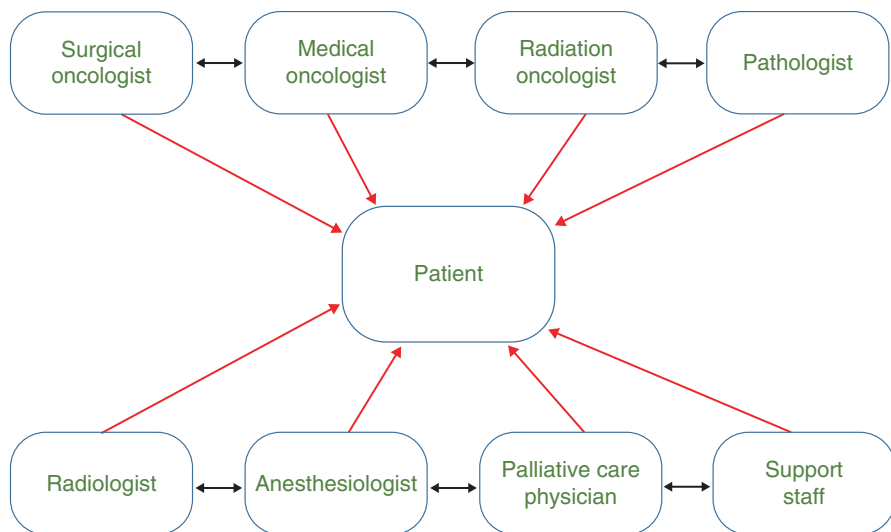 Surgical
oncologist
Medical
oncologist
Radiation
oncologist
Pathologist
Patient
Radiologist
Anesthesiologist
Palliative care
physician
Support
staff